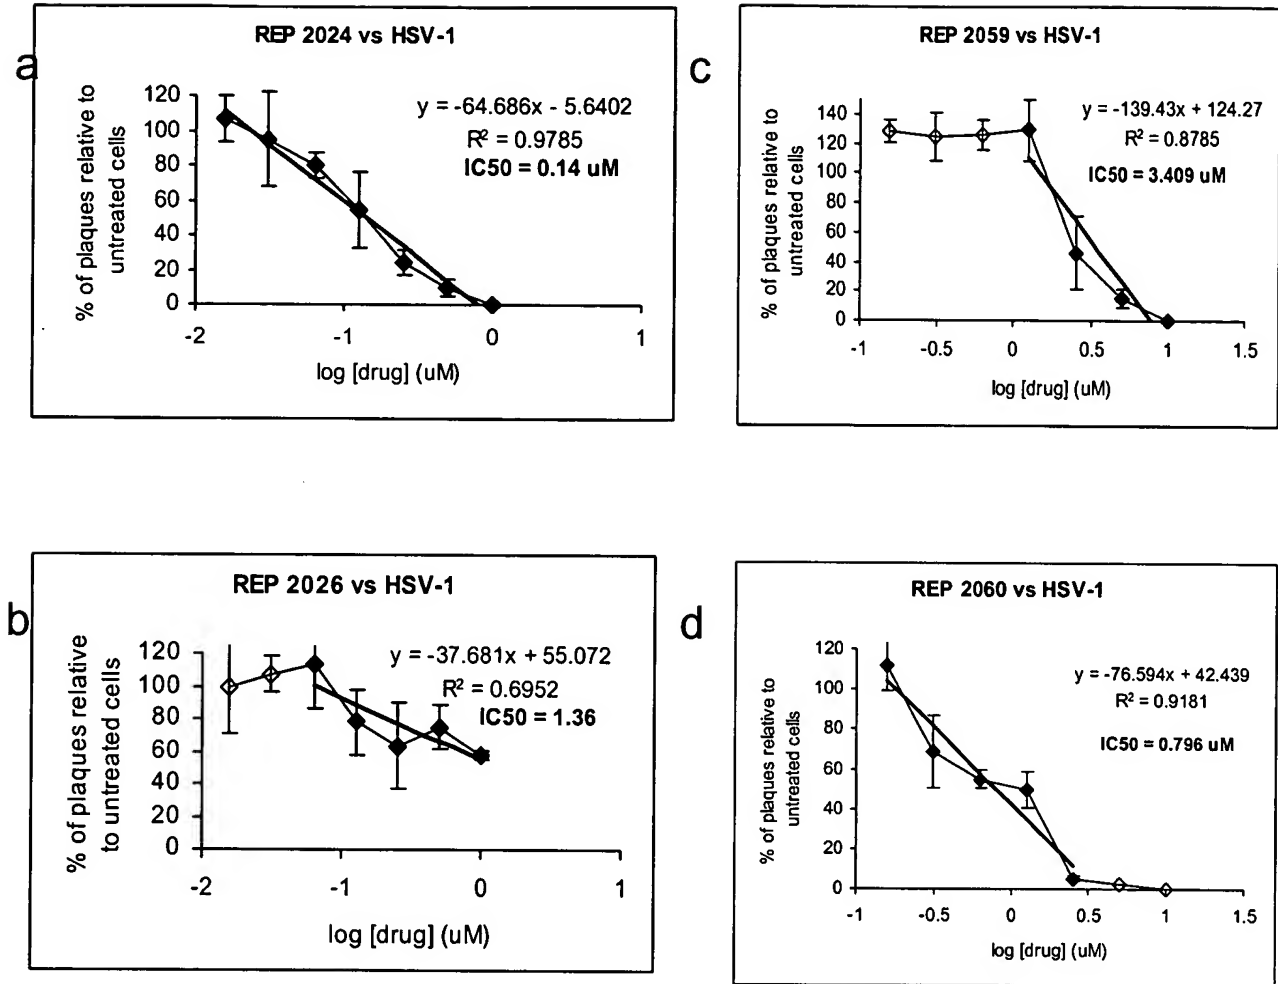 a
REP 2024 vs HSV-1
% of plaques relative to
untreated cells
120
100
80
60
40
20
0
y = -64.686x - 5.6402
R² = 0.9785
IC50 = 0.14 uM
-2
-1
0
1
log [drug] (uM)
c
REP 2059 vs HSV-1
% of plaques relative to
untreated cells
140
120
100
80
60
40
20
0
y = -139.43x + 124.27
R² = 0.8785
IC50 = 3.409 uM
-1
-0.5
0
0.5
1
1.5
log [drug] (uM)
b
REP 2026 vs HSV-1
% of plaques relative
to untreated cells
120
100
80
60
40
20
0
y = -37.681x + 55.072
R² = 0.6952
IC50 = 1.36
-2
-1
0
1
log [drug] (uM)
d
REP 2060 vs HSV-1
% of plaques relative to
untreated cells
120
100
80
60
40
20
0
y = -76.594x + 42.439
R² = 0.9181
IC50 = 0.796 uM
-1
-0.5
0
0.5
1
1.5
log [drug] (uM)